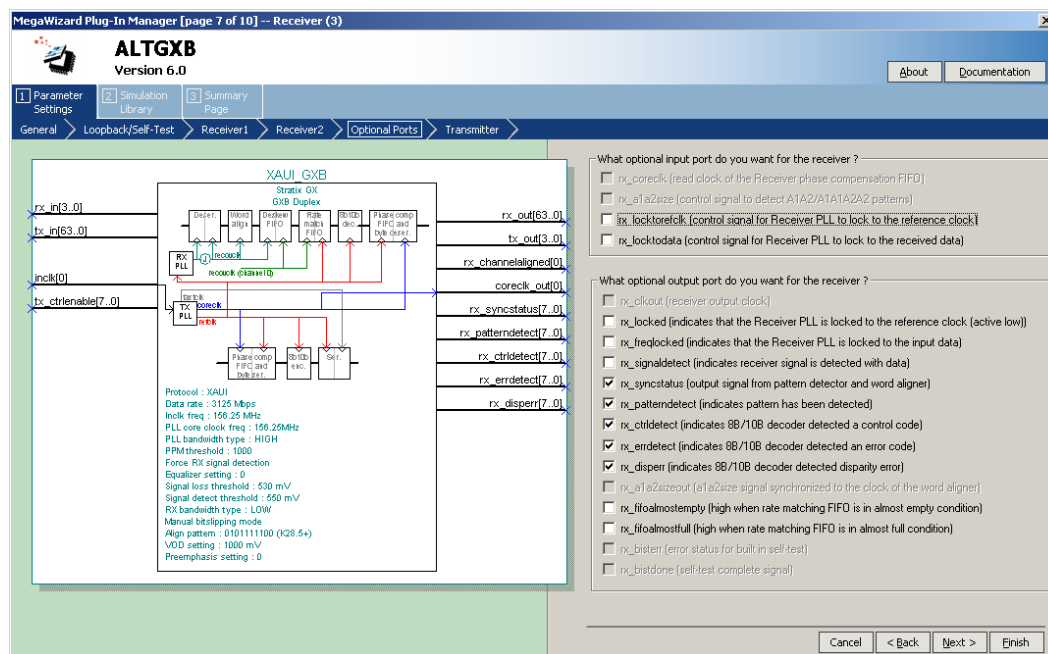 MegaWizard Plug-In Manager [page 7 of 10] -- Receiver (3)
ALTGXB
Version 6.0
About
Documentation
1 Parameter Settings
2 Simulation Library
3 Summary Page
General
Loopback/Self-Test
Receiver1
Receiver2
Optional Ports
Transmitter
XAUI_GXB
Stratix GX
GXB Duplex
rx_in[3..0]
tx_in[63..0]
inclk[0]
tx_ctrlenable[7..0]
Deser.
Word align
Deskew FIFO
Rate match FIFO
8b10b dec.
Phase comp FIFO and byte deser.
RX PLL
recovclk
recovclk (channel 0)
fastclk
TX PLL
coreclk
refclk
Phase comp FIFO and byte ser.
8b10b enc.
Ser.
rx_out[63..0]
tx_out[3..0]
rx_channelaligned[0]
coreclk_out[0]
rx_syncstatus[7..0]
rx_patterndetect[7..0]
rx_ctrldetect[7..0]
rx_errdetect[7..0]
rx_disperr[7..0]
Protocol : XAUI
Data rate : 3125 Mbps
Inclk freq : 156.25 MHz
PLL core clock freq : 156.25MHz
PLL bandwidth type : HIGH
PPM threshold : 1000
Force RX signal detection
Equalizer setting : 0
Signal loss threshold : 530 mV
Signal detect threshold : 550 mV
RX bandwidth type : LOW
Manual bitslipping mode
Align pattern : 0101111100 (K28.5+)
VOD setting : 1000 mV
Preemphasis setting : 0
What optional input port do you want for the receiver ?
rx_coreclk (read clock of the Receiver phase compensation FIFO)
rx_a1a2size (control signal to detect A1A2/A1A1A2A2 patterns)
rx_locktorefclk (control signal for Receiver PLL to lock to the reference clock)
rx_locktodata (control signal for Receiver PLL to lock to the received data)
What optional output port do you want for the receiver ?
rx_clkout (receiver output clock)
rx_locked (indicates that the Receiver PLL is locked to the reference clock (active low))
rx_freqlocked (indicates that the Receiver PLL is locked to the input data)
rx_signaldetect (indicates receiver signal is detected with data)
rx_syncstatus (output signal from pattern detector and word aligner)
rx_patterndetect (indicates pattern has been detected)
rx_ctrldetect (indicates 8B/10B decoder detected a control code)
rx_errdetect (indicates 8B/10B decoder detected an error code)
rx_disperr (indicates 8B/10B decoder detected disparity error)
rx_a1a2sizeout (a1a2size signal synchronized to the clock of the word aligner)
rx_fifoalmostempty (high when rate matching FIFO is in almost empty condition)
rx_fifoalmostfull (high when rate matching FIFO is in almost full condition)
rx_bisterr (error status for built in self-test)
rx_bistdone (self-test complete signal)
Cancel
< Back
Next >
Finish